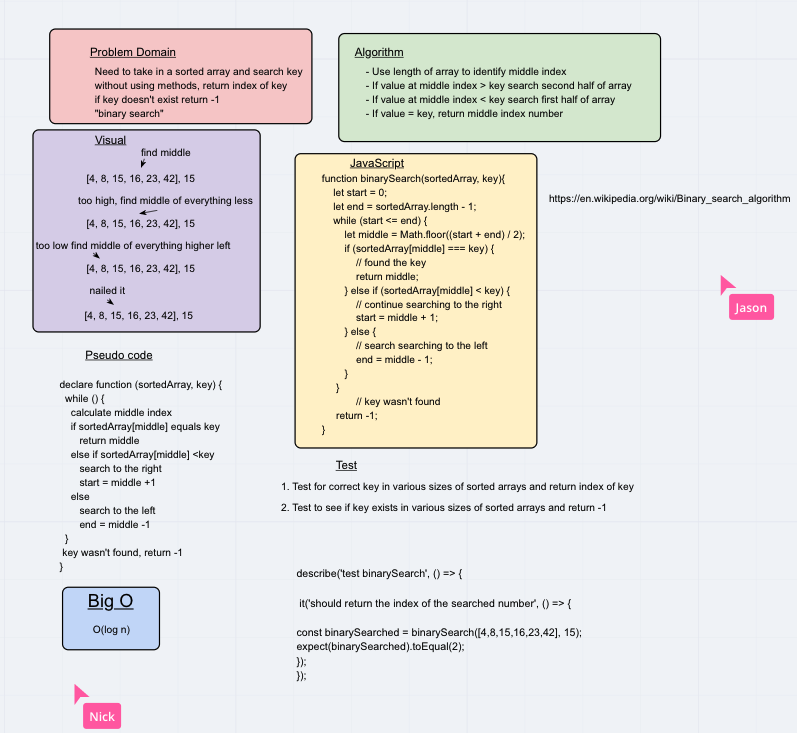 Problem Domain
Need to take in a sorted array and search key
without using methods, return index of key
if key doesn't exist return -1
"binary search"
Algorithm
- Use length of array to identify middle index
- If value at middle index > key search second half of array
- If value at middle index < key search first half of array
- If value = key, return middle index number
Visual
find middle
[4, 8, 15, 16, 23, 42], 15
too high, find middle of everything less
[4, 8, 15, 16, 23, 42], 15
too low find middle of everything higher left
[4, 8, 15, 16, 23, 42], 15
nailed it
[4, 8, 15, 16, 23, 42], 15
JavaScript
function binarySearch(sortedArray, key){
let start = 0;
let end = sortedArray.length - 1;
while (start <= end) {
let middle = Math.floor((start + end) / 2);
if (sortedArray[middle] === key) {
// found the key
return middle;
} else if (sortedArray[middle] < key) {
// continue searching to the right
start = middle + 1;
} else {
// search searching to the left
end = middle - 1;
}
}
// key wasn't found
return -1;
}
https://en.wikipedia.org/wiki/Binary_search_algorithm
Jason
Pseudo code
declare function (sortedArray, key) {
while () {
calculate middle index
if sortedArray[middle] equals key
return middle
else if sortedArray[middle] <key
search to the right
start = middle +1
else
search to the left
end = middle -1
}
key wasn't found, return -1
}
Test
1. Test for correct key in various sizes of sorted arrays and return index of key
2. Test to see if key exists in various sizes of sorted arrays and return -1
describe('test binarySearch', () => {
it('should return the index of the searched number', () => {
const binarySearched = binarySearch([4,8,15,16,23,42], 15);
expect(binarySearched).toEqual(2);
});
});
Big O
O(log n)
Nick